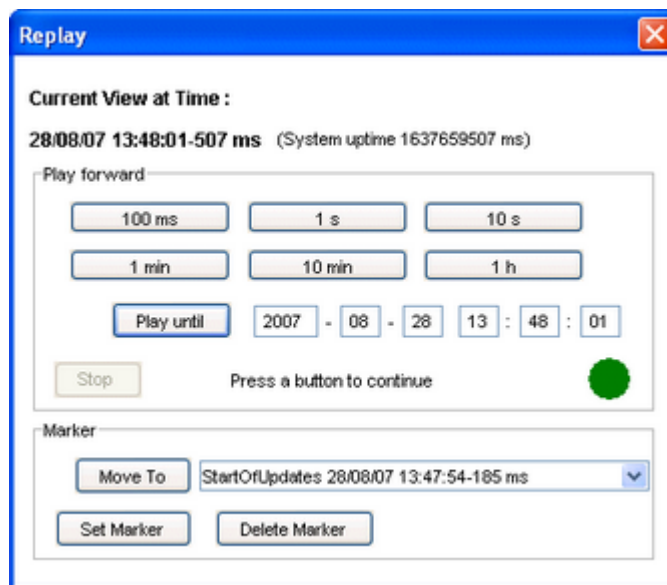 Replay
Current View at Time :
28/08/07 13:48:01-507 ms (System uptime 1637659507 ms)
Play forward
100 ms 1 s 10 s
1 min 10 min 1 h
Play until 2007 - 08 - 28 13 : 48 : 01
Stop Press a button to continue
Marker
Move To StartOfUpdates 28/08/07 13:47:54-185 ms
Set Marker Delete Marker